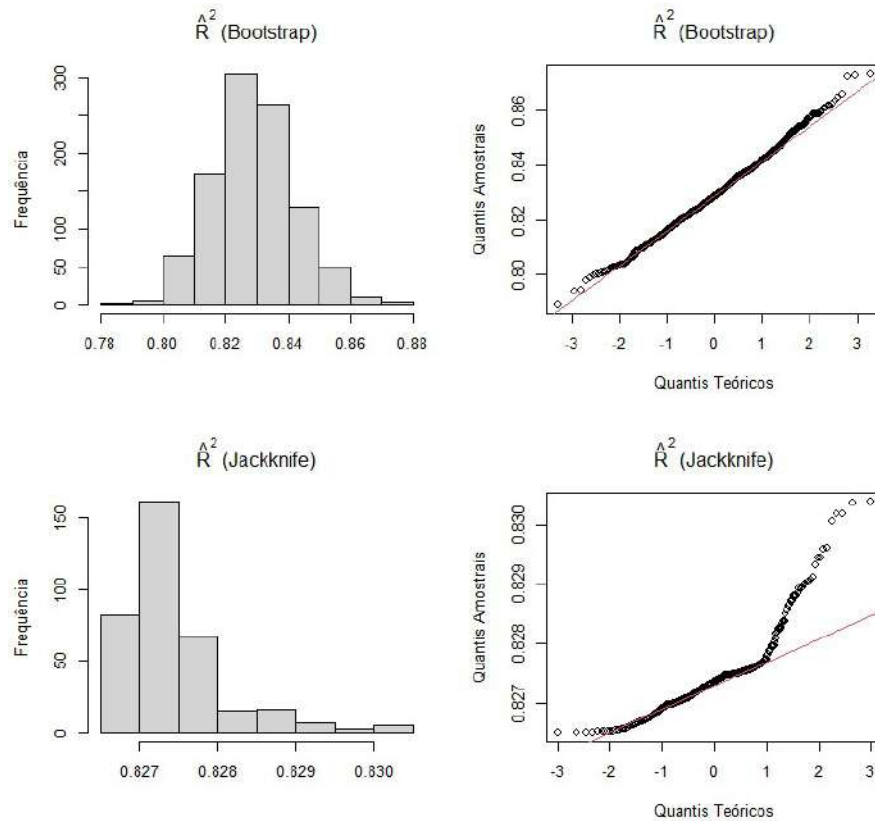 R̂² (Bootstrap)
Frequência
300
200
100
50
0
0.78 0.80 0.82 0.84 0.86 0.88
R̂² (Bootstrap)
Quantis Amostrais
0.86
0.84
0.82
0.80
-3 -2 -1 0 1 2 3
Quantis Teóricos
R̂² (Jackknife)
Frequência
150
100
50
0
0.827 0.828 0.829 0.830
R̂² (Jackknife)
Quantis Amostrais
0.830
0.829
0.828
0.827
-3 -2 -1 0 1 2 3
Quantis Teóricos